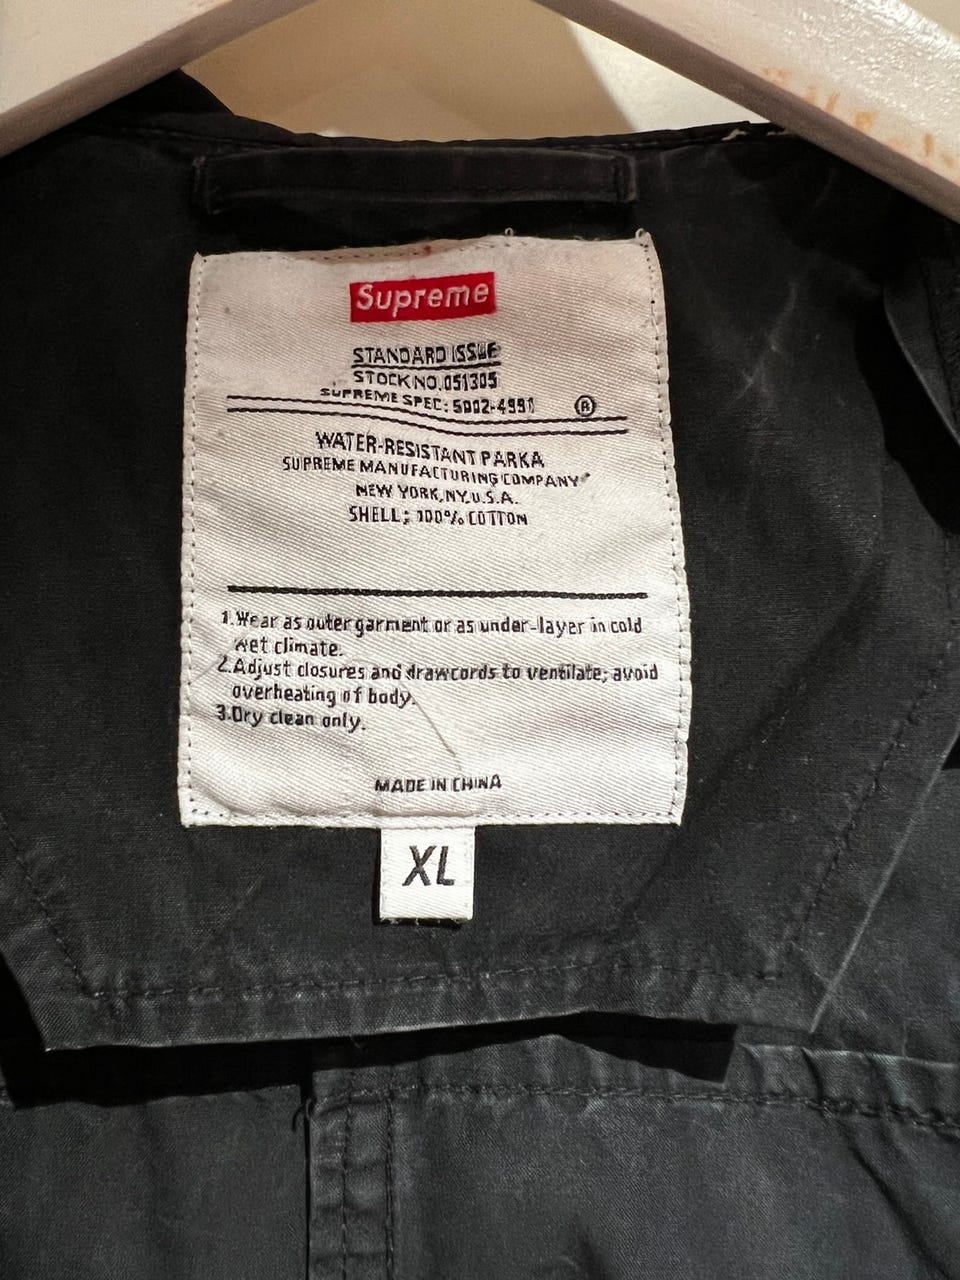 Supreme
STANDARD ISSUE
STOCK NO.051305
SUPREME SPEC: 5002-4991
®
WATER-RESISTANT PARKA
SUPREME MANUFACTURING COMPANY
NEW YORK,NY.U.S.A.
SHELL; 100% COTTON
1.Wear as outer garment or as under-layer in cold
wet climate.
2.Adjust closures and drawcords to ventilate; avoid
overheating of body.
3.Dry clean only.
MADE IN CHINA
XL